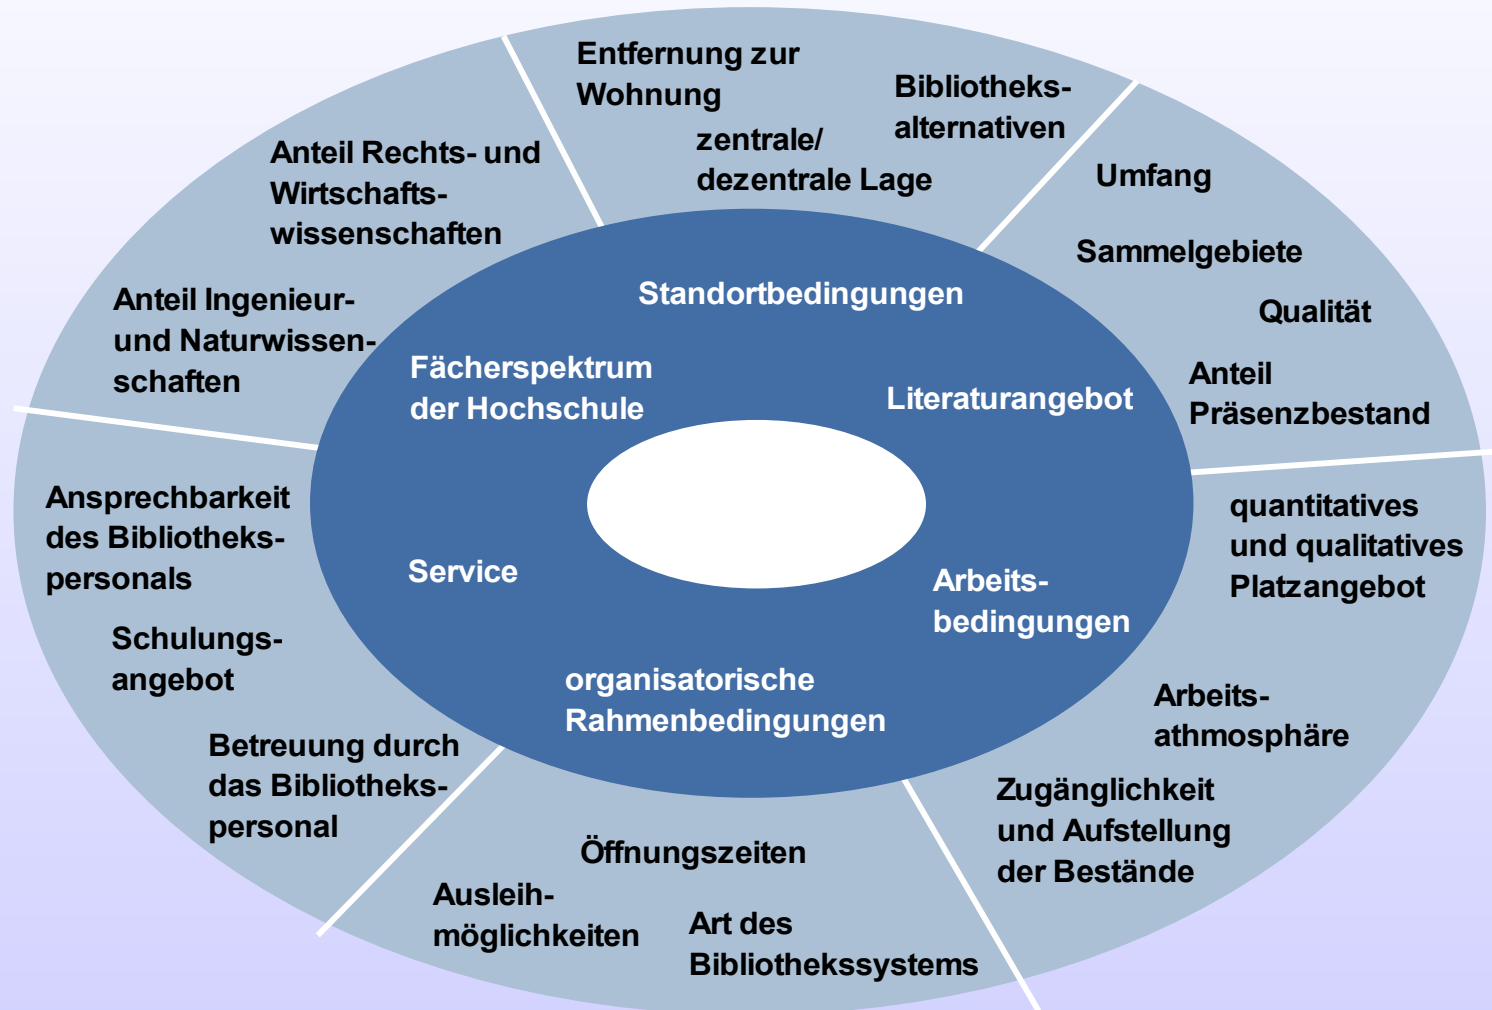 Entfernung zur
Wohnung
Bibliotheks-
alternativen
zentrale/
dezentrale Lage
Anteil Rechts- und
Wirtschafts-
wissenschaften
Umfang
Sammelgebiete
Qualität
Anteil
Präsenzbestand
Anteil Ingenieur-
und Naturwissen-
schaften
Standortbedingungen
Fächerspektrum
der Hochschule
Literaturangebot
Ansprechbarkeit
des Bibliotheks-
personals
quantitatives
und qualitatives
Platzangebot
Service
Arbeits-
bedingungen
Schulungs-
angebot
organisatorische
Rahmenbedingungen
Arbeits-
athmosphäre
Betreuung durch
das Bibliotheks-
personal
Zugänglichkeit
und Aufstellung
der Bestände
Öffnungszeiten
Ausleih-
möglichkeiten
Art des
Bibliothekssystems